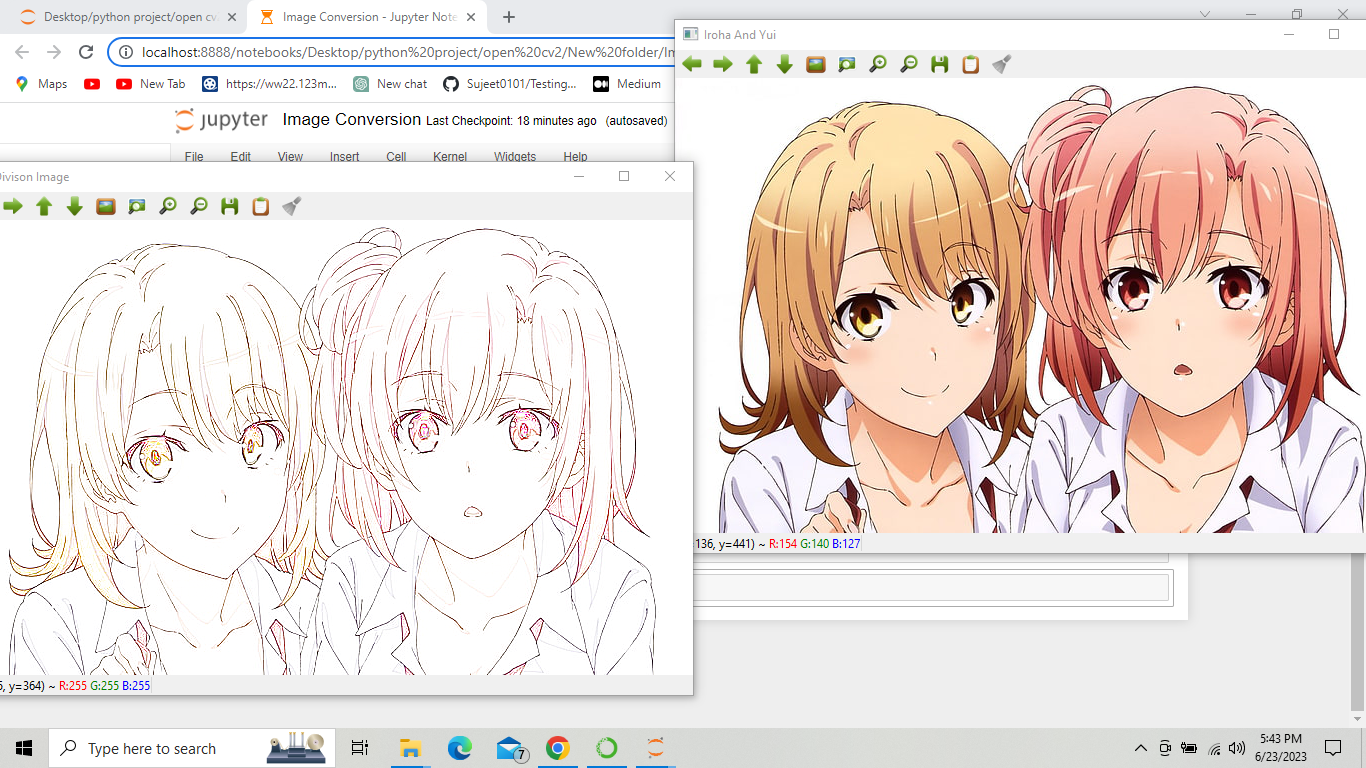 Desktop/python project/open cv
Image Conversion - Jupyter Note
localhost:8888/notebooks/Desktop/python%20project/open%20cv2/New%20folder/Im
Maps
New Tab
https://ww22.123m...
New chat
Sujeet0101/Testing...
Medium
jupyter Image Conversion Last Checkpoint: 18 minutes ago (autosaved)
File Edit View Insert Cell Kernel Widgets Help
Iroha And Yui
136, y=441) ~ R:154 G:140 B:127
Divison Image
, y=364) ~ R:255 G:255 B:255
Type here to search
7
5:43 PM
6/23/2023